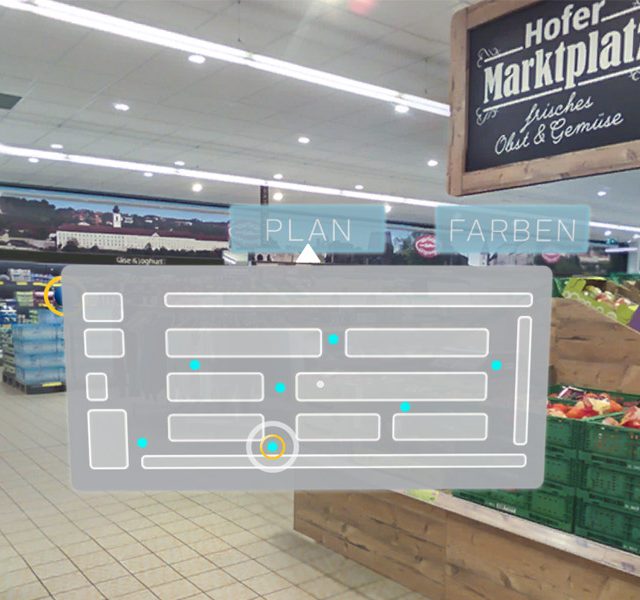 Hofer
Marktplatz
frisches
Obst & Gemüse
PLAN
FARBEN